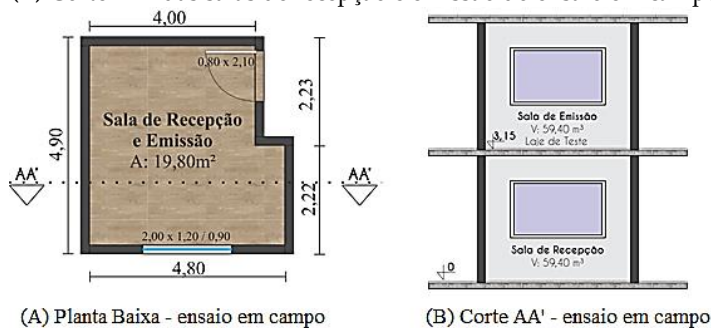 4,00
0,80 x 2,10
2,23
Sala de Recepção
e Emissão
A: 19,80m²
4,90
AA'
AA'
2,22
2,00 x 1,20 / 0,90
4,80
(A) Planta Baixa - ensaio em campo
Sala de Emissão
V: 59,40 m³
Laje de Teste
3,15
Sala de Recepção
V: 59,40 m³
0
(B) Corte AA' - ensaio em campo